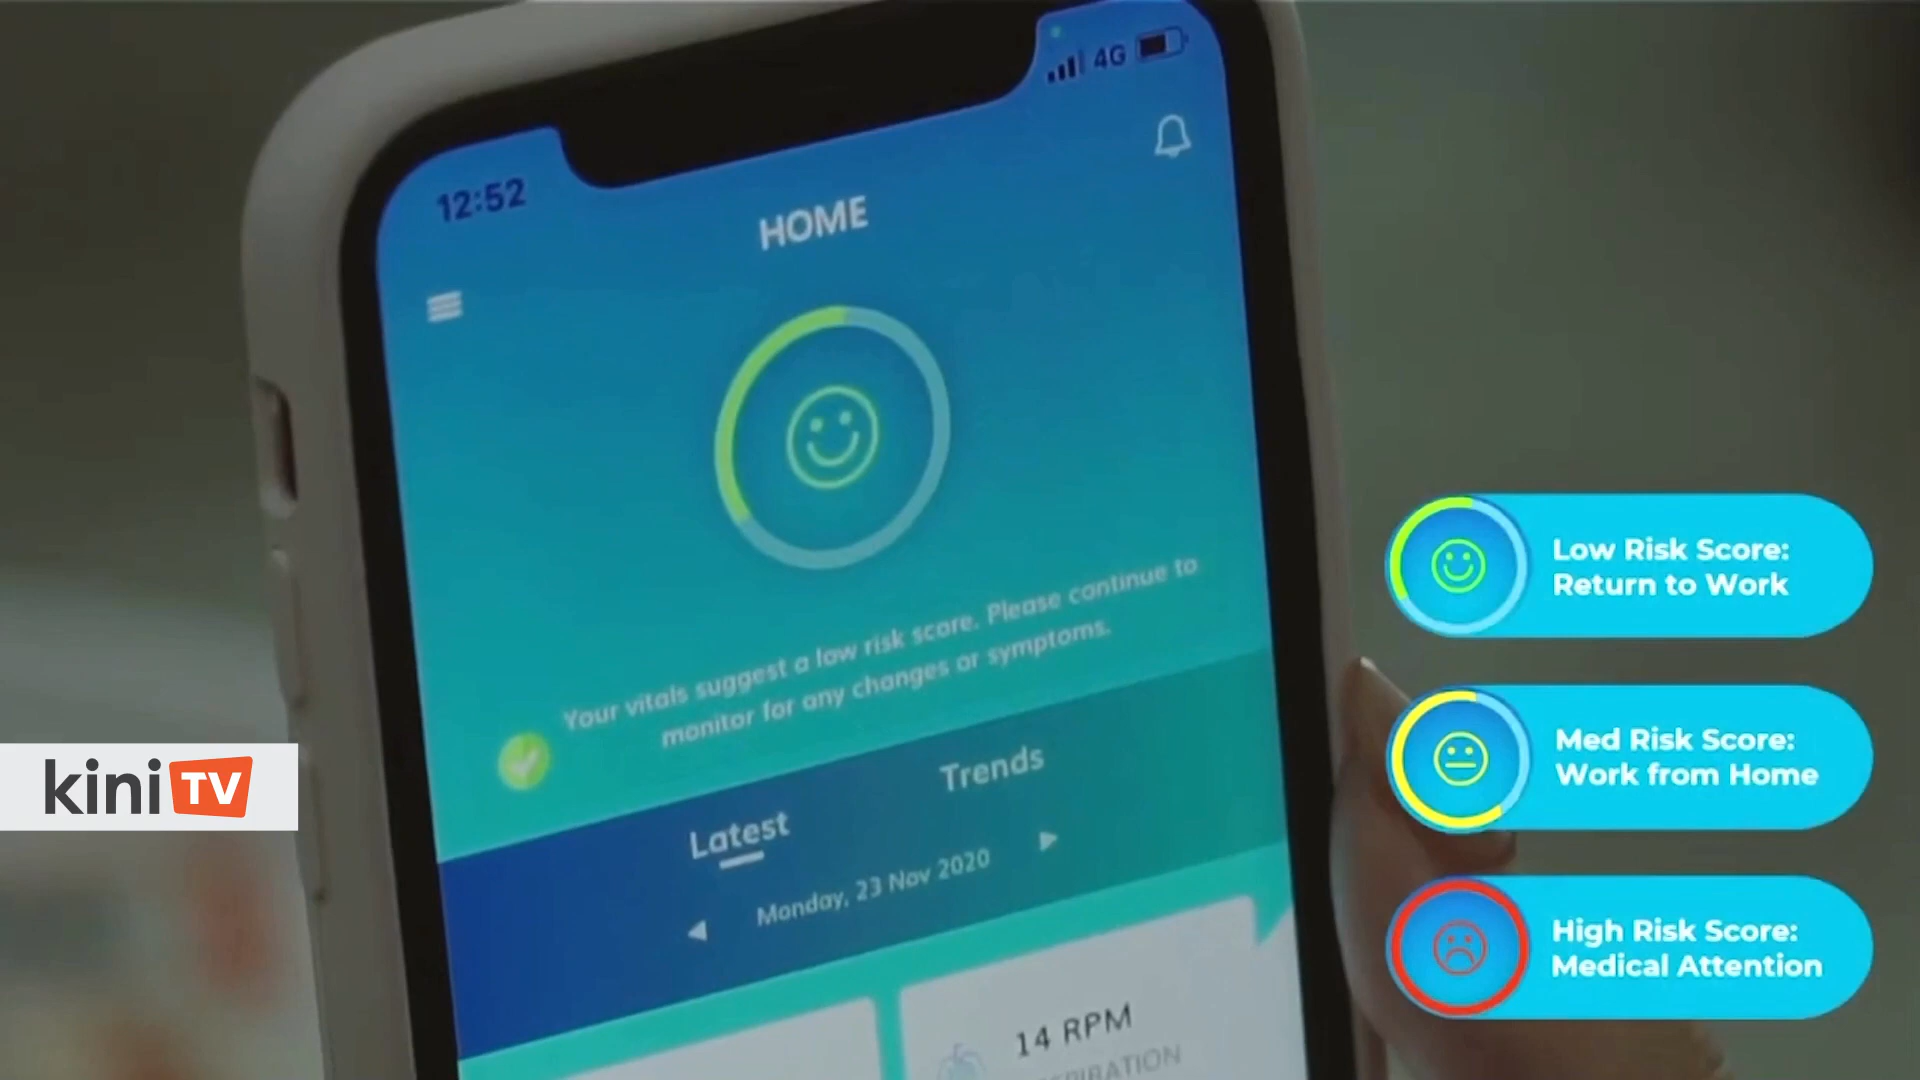 12:52
4G
HOME
Your vitals suggest a low risk score. Please continue to
monitor for any changes or symptoms.
Latest
Trends
Monday, 23 Nov 2020
14 RPM
kini TV
Low Risk Score:
Return to Work
Med Risk Score:
Work from Home
High Risk Score:
Medical Attention